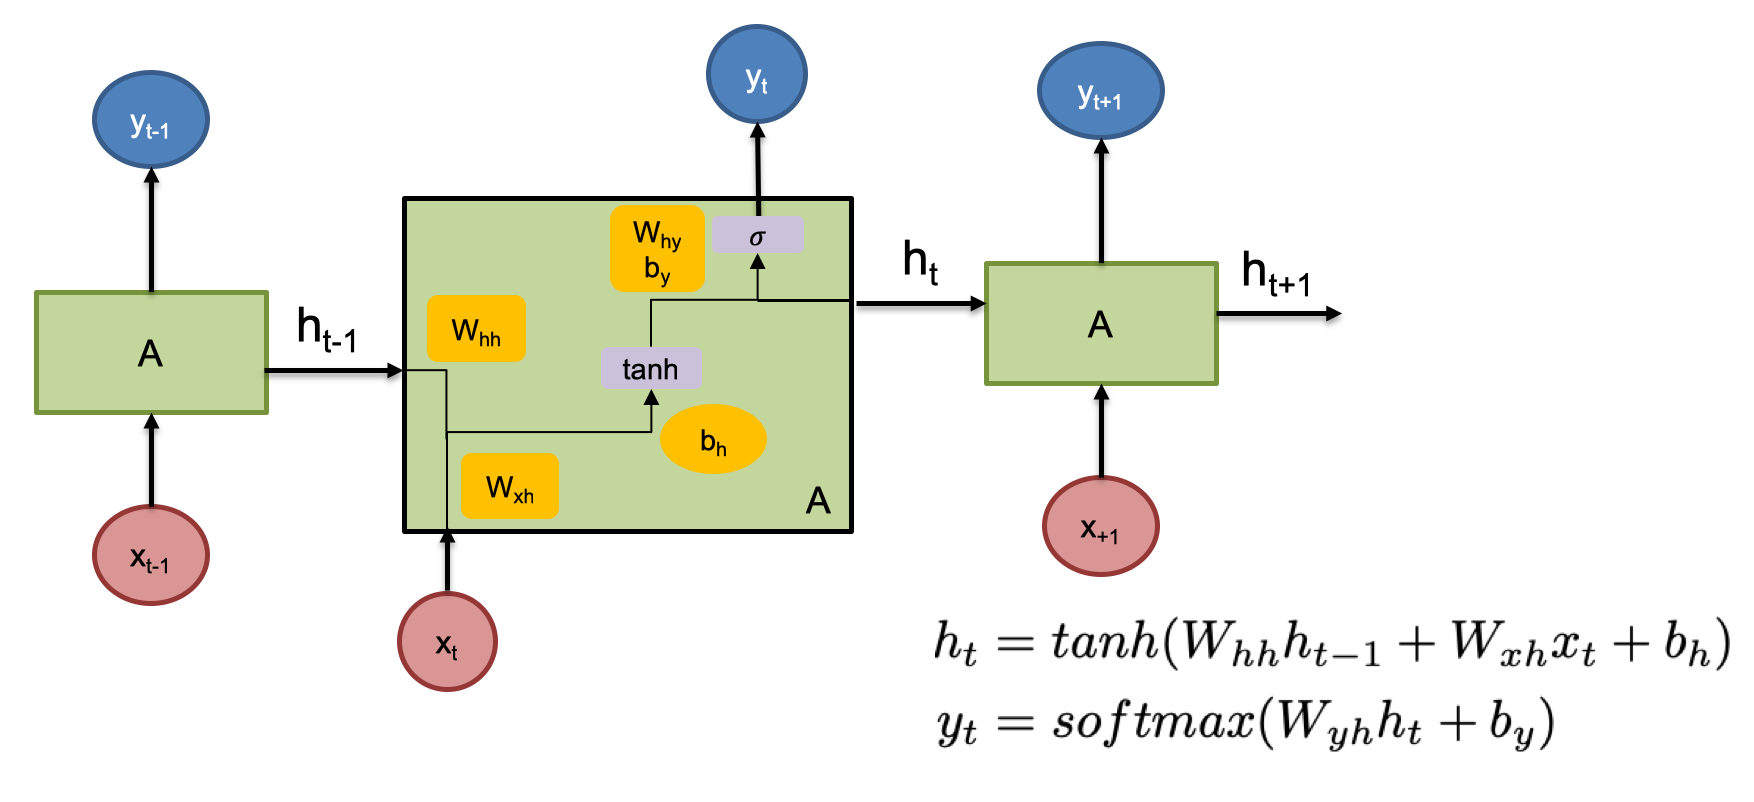 y_t
y_{t+1}
y_{t-1}
W_{hy}
b_y
σ
h_t
h_{t+1}
h_{t-1}
W_{hh}
A
A
tanh
b_h
W_{xh}
A
x_{t-1}
x_{+1}
x_t
h_t = tanh(W_{hh}h_{t-1} + W_{xh}x_t + b_h)
y_t = softmax(W_{yh}h_t + b_y)